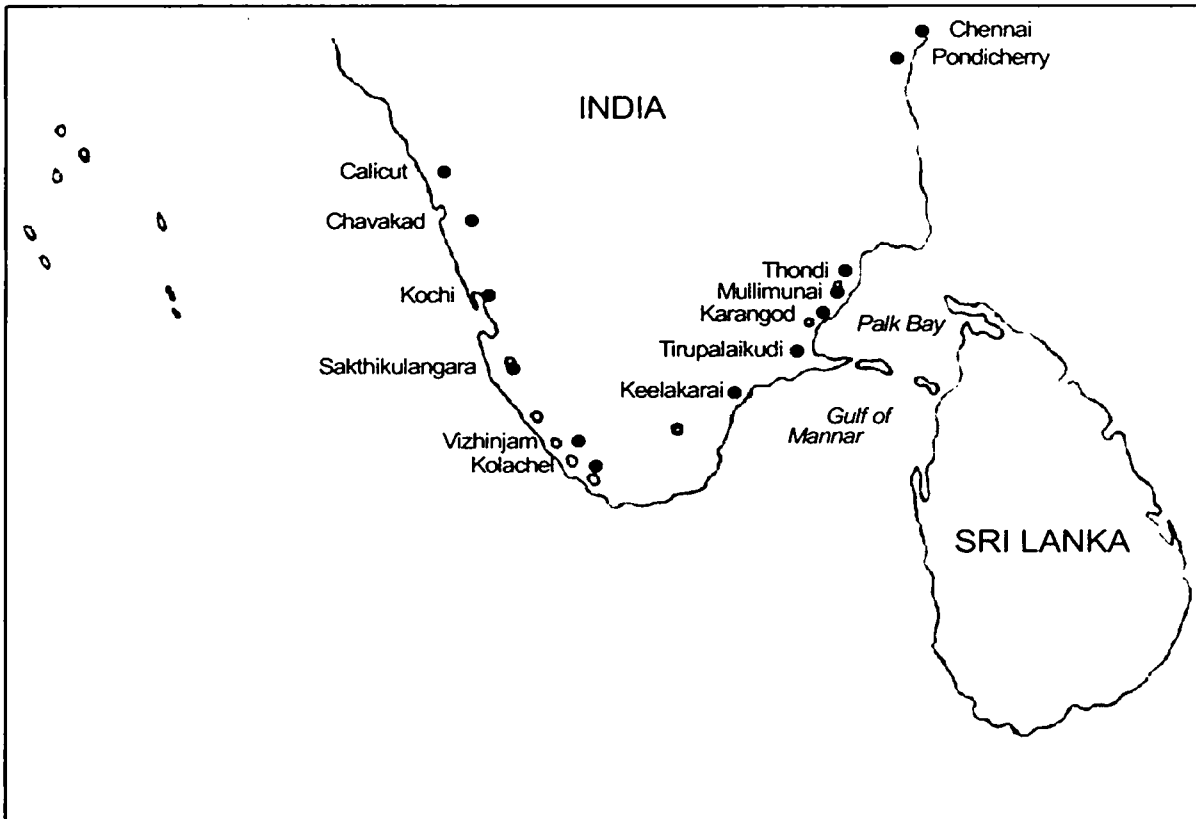 Chennai
Pondicherry
INDIA
Calicut
Chavakad
Thondi
Mullimunai
Kochi
Karangod
Palk Bay
Tirupalaikudi
Sakthikulangara
Keelakarai
Gulf of
Mannar
Vizhinjam
Kolachel
SRI LANKA